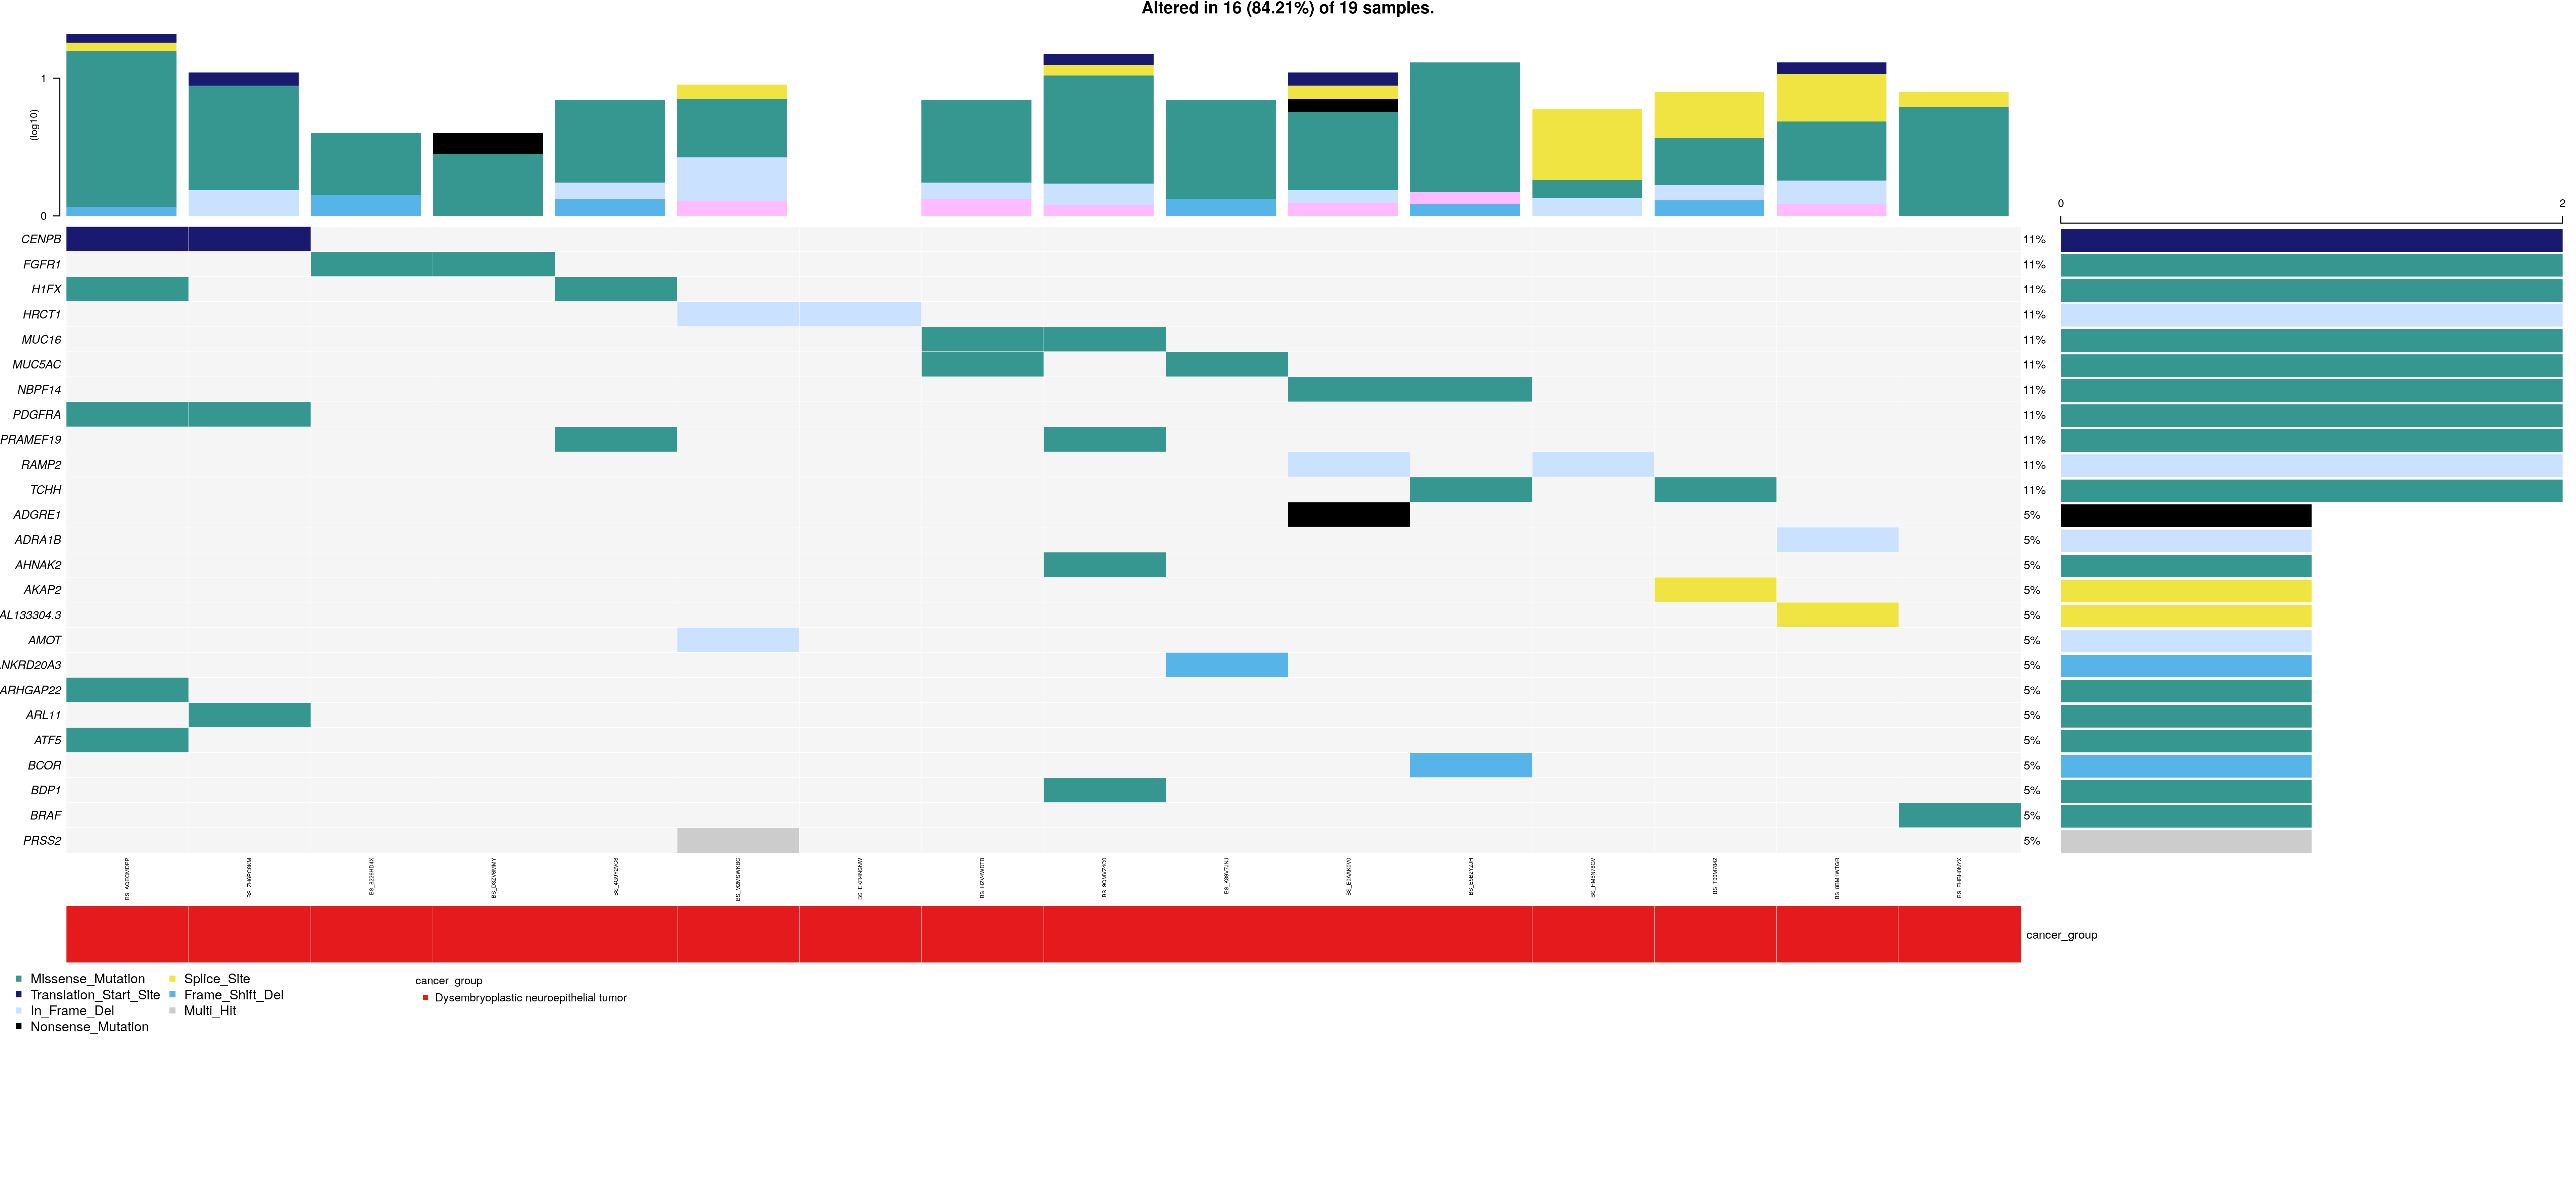 Altered in 16 (84.21%) of 19 samples.
1
(log10)
0
0 2
CENPB 11%
FGFR1 11%
H1FX 11%
HRCT1 11%
MUC16 11%
MUC5AC 11%
NBPF14 11%
PDGFRA 11%
PRAMEF19 11%
RAMP2 11%
TCHH 11%
ADGRE1 5%
ADRA1B 5%
AHNAK2 5%
AKAP2 5%
AL133304.3 5%
AMOT 5%
NKRD20A3 5%
ARHGAP22 5%
ARL11 5%
ATF5 5%
BCOR 5%
BDP1 5%
BRAF 5%
PRSS2 5%
cancer_group
Missense_Mutation Splice_Site
Translation_Start_Site Frame_Shift_Del
In_Frame_Del Multi_Hit
Nonsense_Mutation
cancer_group
Dysembryoplastic neuroepithelial tumor